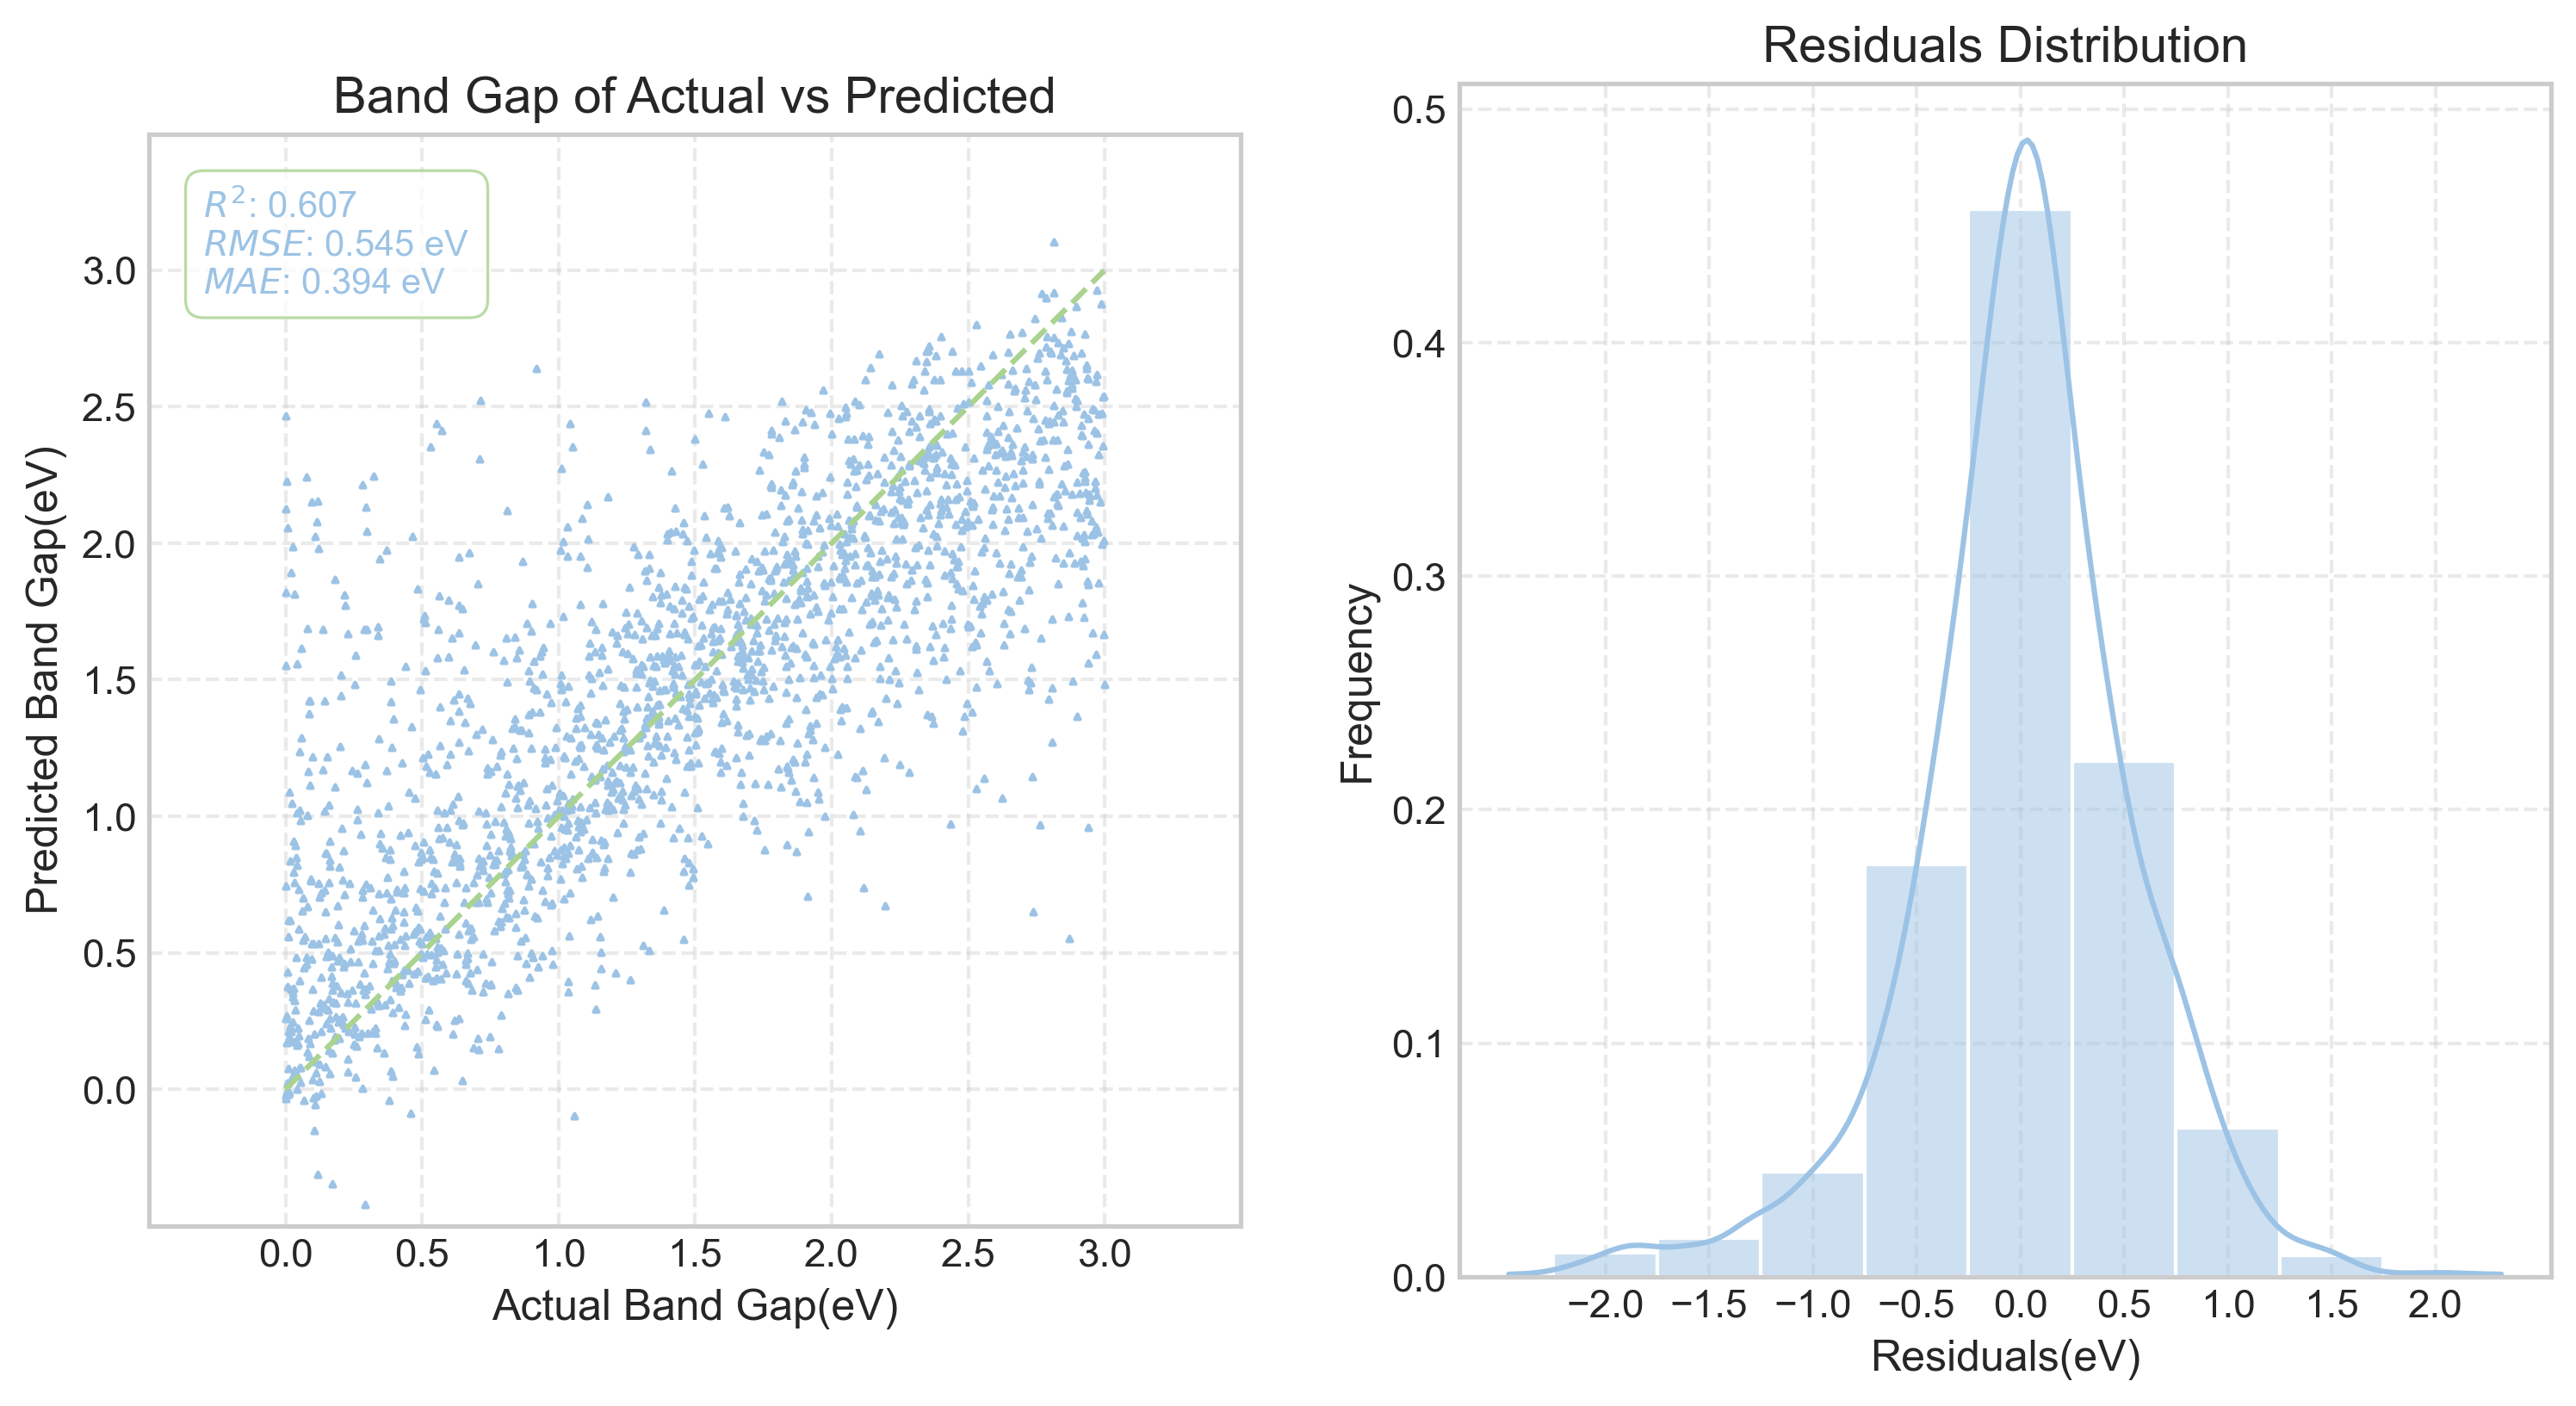 Band Gap of Actual vs Predicted
R²: 0.607
RMSE: 0.545 eV
MAE: 0.394 eV
Predicted Band Gap(eV)
3.0
2.5
2.0
1.5
1.0
0.5
0.0
0.0 0.5 1.0 1.5 2.0 2.5 3.0
Actual Band Gap(eV)
Residuals Distribution
Frequency
0.5
0.4
0.3
0.2
0.1
0.0
−2.0 −1.5 −1.0 −0.5 0.0 0.5 1.0 1.5 2.0
Residuals(eV)